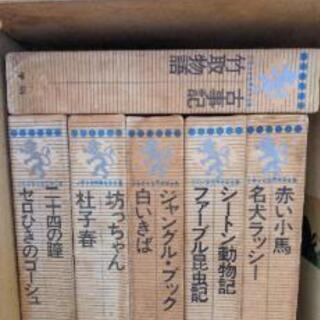 古事記
竹取物語
赤い小馬
名犬ラッシー
シートン動物記
ファーブル昆虫記
ジャングル・ブック
白いきば
坊っちゃん
杜子春
二十四の瞳
セロひきのゴーシュ